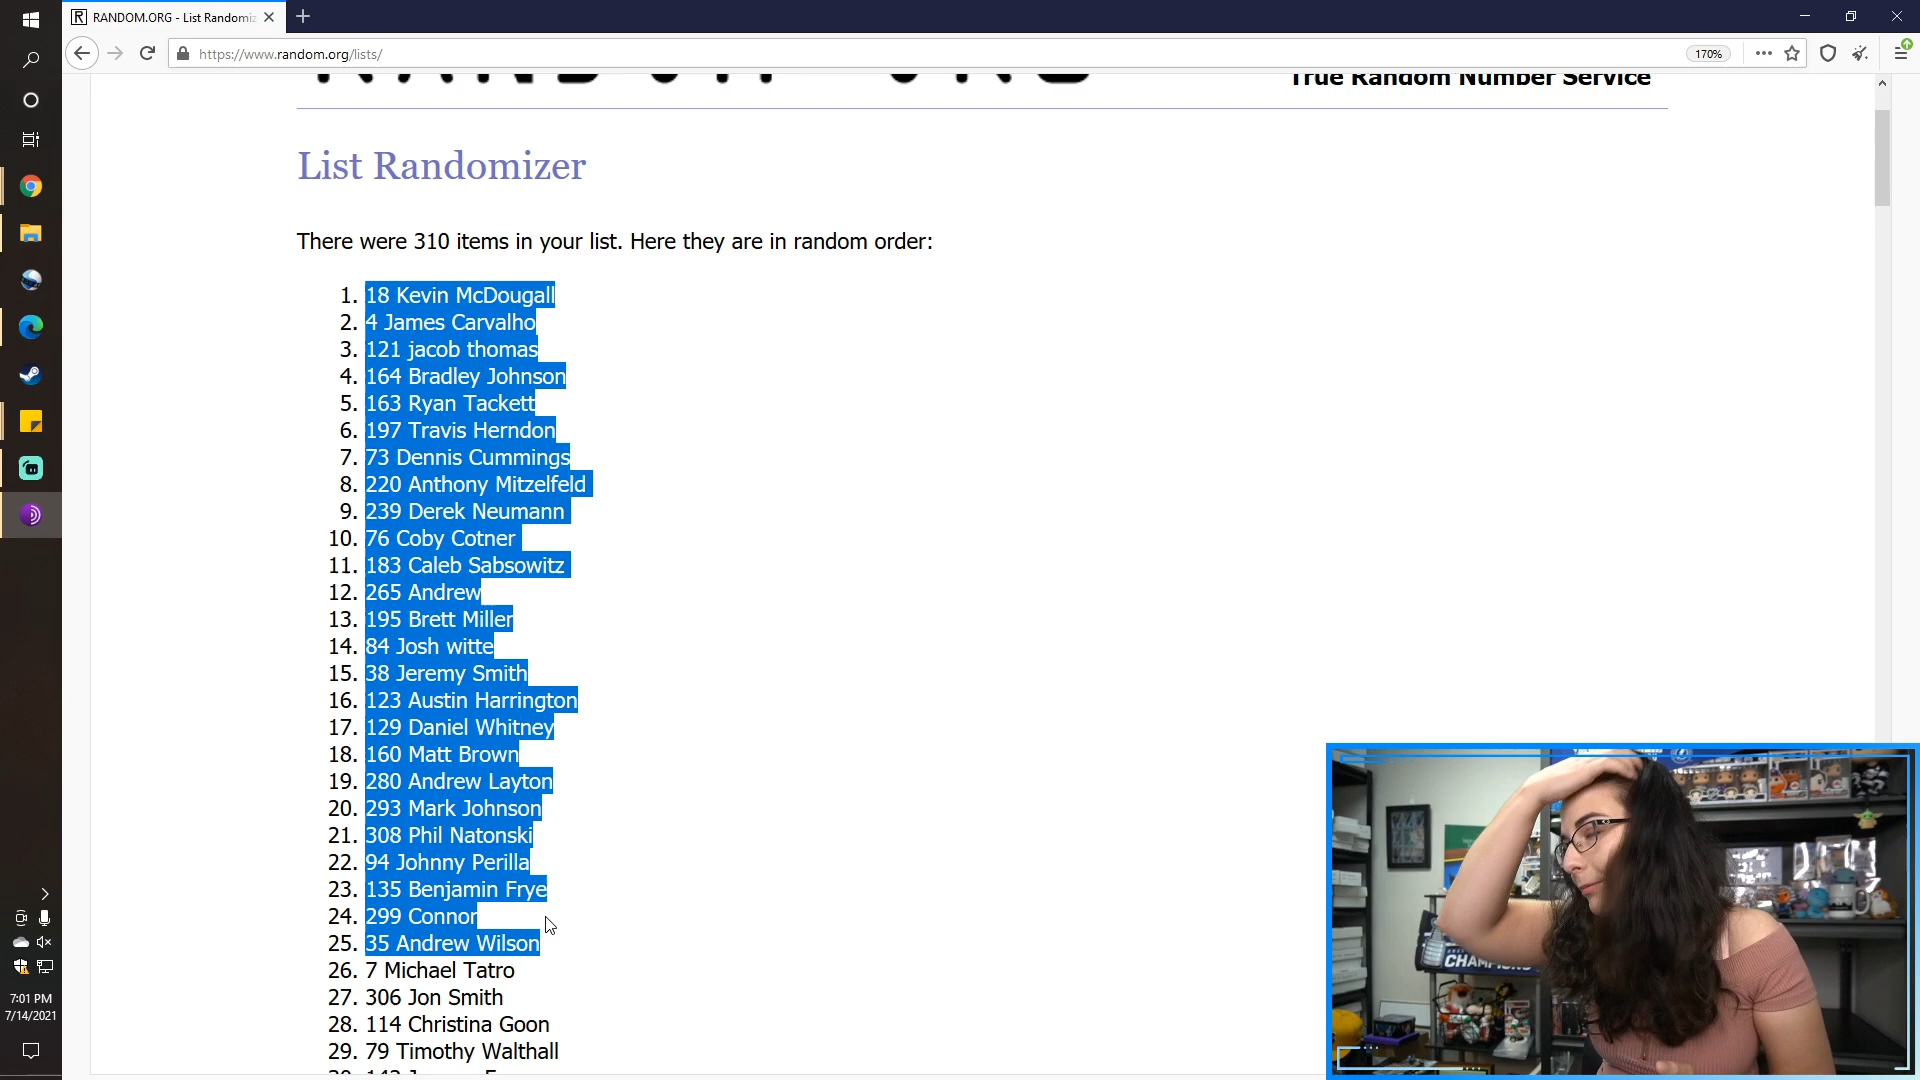 RANDOM.ORG - List Randomiz
https://www.random.org/lists/
170%
True Random Number Service
List Randomizer
There were 310 items in your list. Here they are in random order:
1. 18 Kevin McDougall
2. 4 James Carvalho
3. 121 jacob thomas
4. 164 Bradley Johnson
5. 163 Ryan Tackett
6. 197 Travis Herndon
7. 73 Dennis Cummings
8. 220 Anthony Mitzelfeld
9. 239 Derek Neumann
10. 76 Coby Cotner
11. 183 Caleb Sabsowitz
12. 265 Andrew
13. 195 Brett Miller
14. 84 Josh witte
15. 38 Jeremy Smith
16. 123 Austin Harrington
17. 129 Daniel Whitney
18. 160 Matt Brown
19. 280 Andrew Layton
20. 293 Mark Johnson
21. 308 Phil Natonski
22. 94 Johnny Perilla
23. 135 Benjamin Frye
24. 299 Connor
25. 35 Andrew Wilson
26. 7 Michael Tatro
27. 306 Jon Smith
28. 114 Christina Goon
29. 79 Timothy Walthall
7:01 PM
7/14/2021
CHAMP